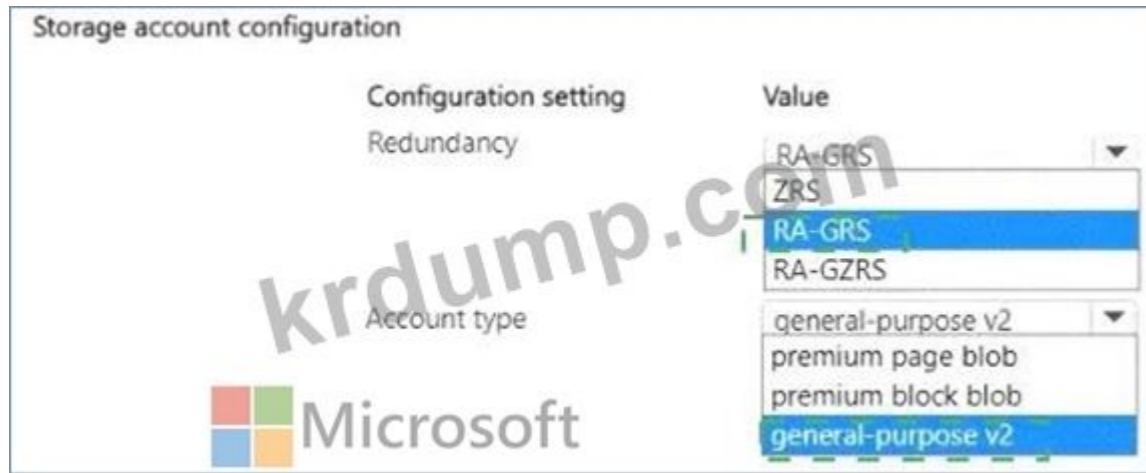 Storage account configuration
Configuration setting Value
Redundancy RA-GRS
ZRS
RA-GRS
RA-GZRS
Account type general-purpose v2
premium page blob
premium block blob
general-purpose v2
krdump.com
Microsoft